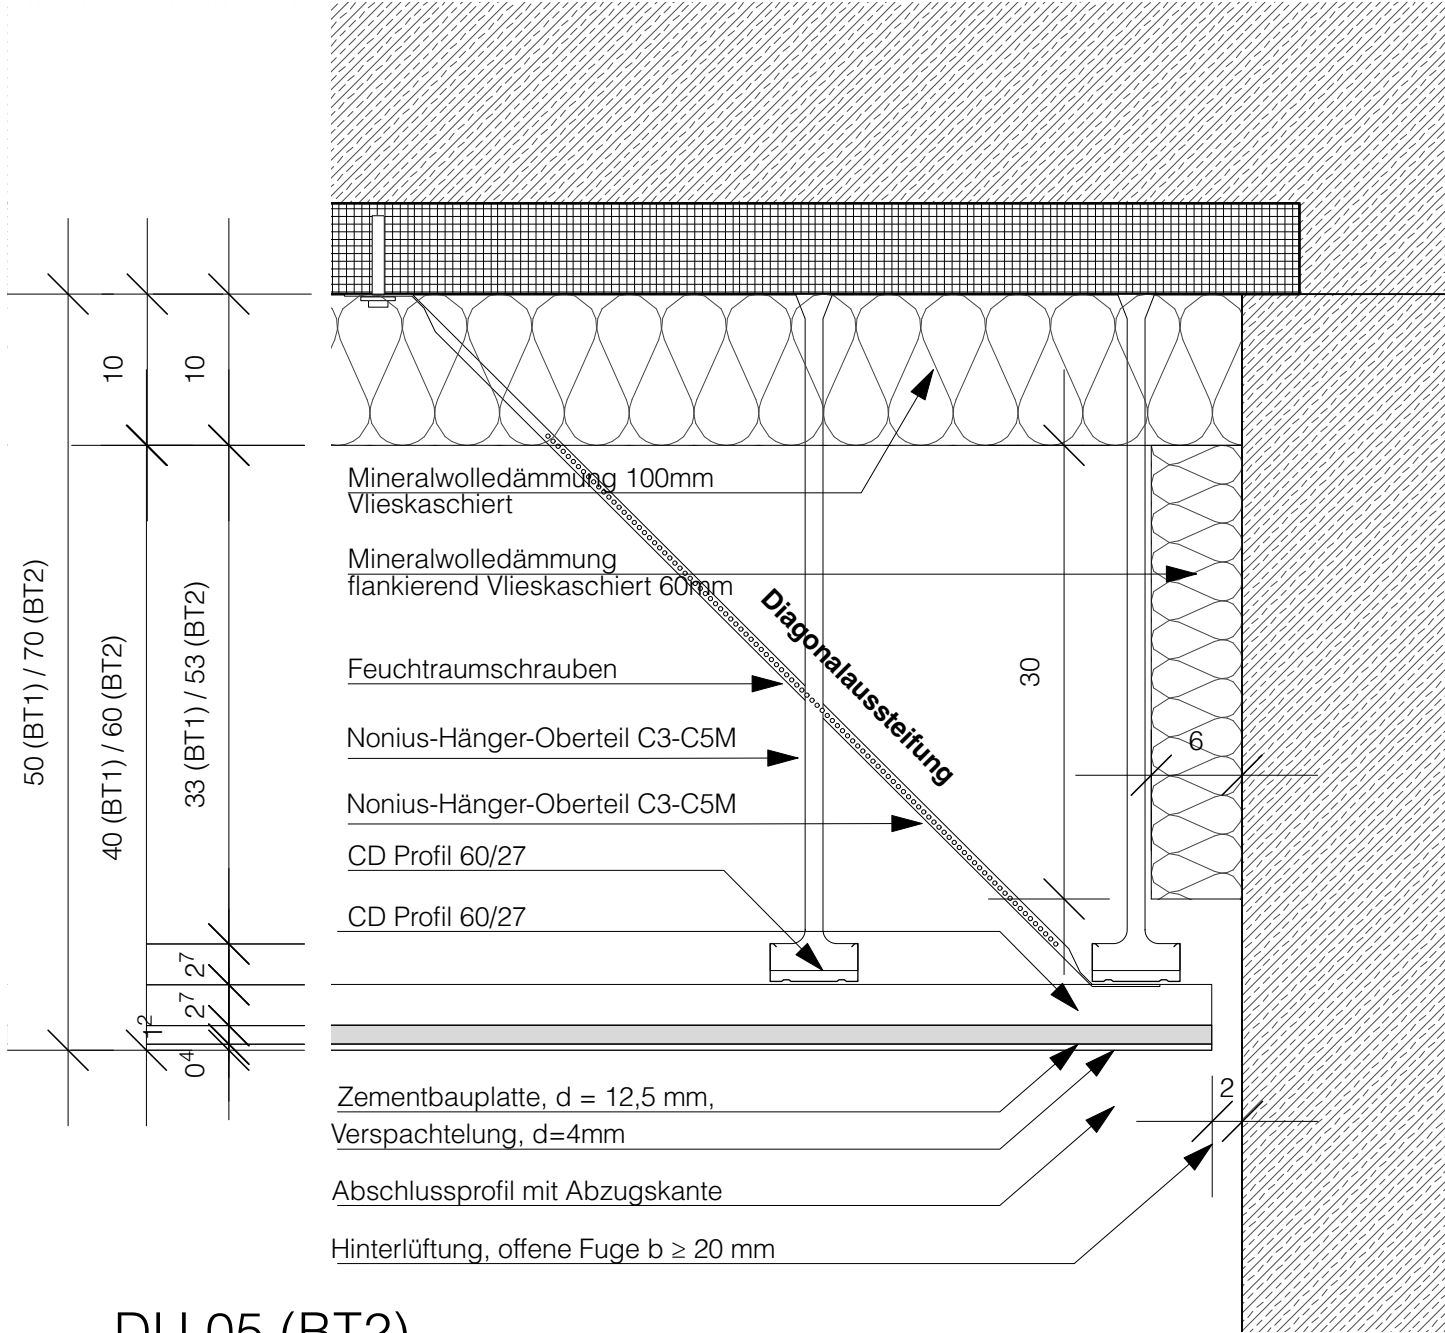 10
10
Mineralwolledämmung 100mm
Vlieskaschiert
Mineralwolledämmung
flankierend Vlieskaschiert 60mm
Diagonalaussteifung
50 (BT1) / 70 (BT2)
40 (BT1) / 60 (BT2)
33 (BT1) / 53 (BT2)
Feuchtraumschrauben
30
Nonius-Hänger-Oberteil C3-C5M
6
Nonius-Hänger-Oberteil C3-C5M
CD Profil 60/27
CD Profil 60/27
2⁷
2⁷
1²
0⁴
Zementbauplatte, d = 12,5 mm,
2
Verspachtelung, d=4mm
Abschlussprofil mit Abzugskante
Hinterlüftung, offene Fuge b ≥ 20 mm
DU 05 (BT2)